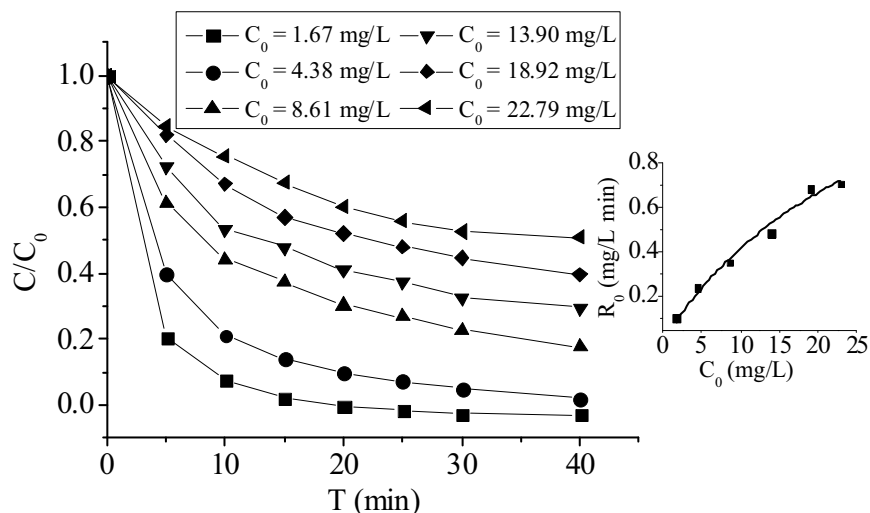 C0 = 1.67 mg/L
C0 = 13.90 mg/L
C0 = 4.38 mg/L
C0 = 18.92 mg/L
C0 = 8.61 mg/L
C0 = 22.79 mg/L
C/C0
1.0
0.8
0.6
0.4
0.2
0.0
0
10
20
30
40
T (min)
R0 (mg/L min)
0.8
0.6
0.4
0.2
0
5
10
15
20
25
C0 (mg/L)